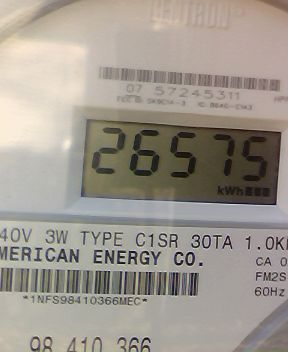 CENTRON
07 57245311
26575
kWh
40V 3W TYPE C1SR 30TA 1.0K
MERICAN ENERGY CO.
CA 0
FM2S
60Hz
*1NFS98410366MEC*
98 410 366